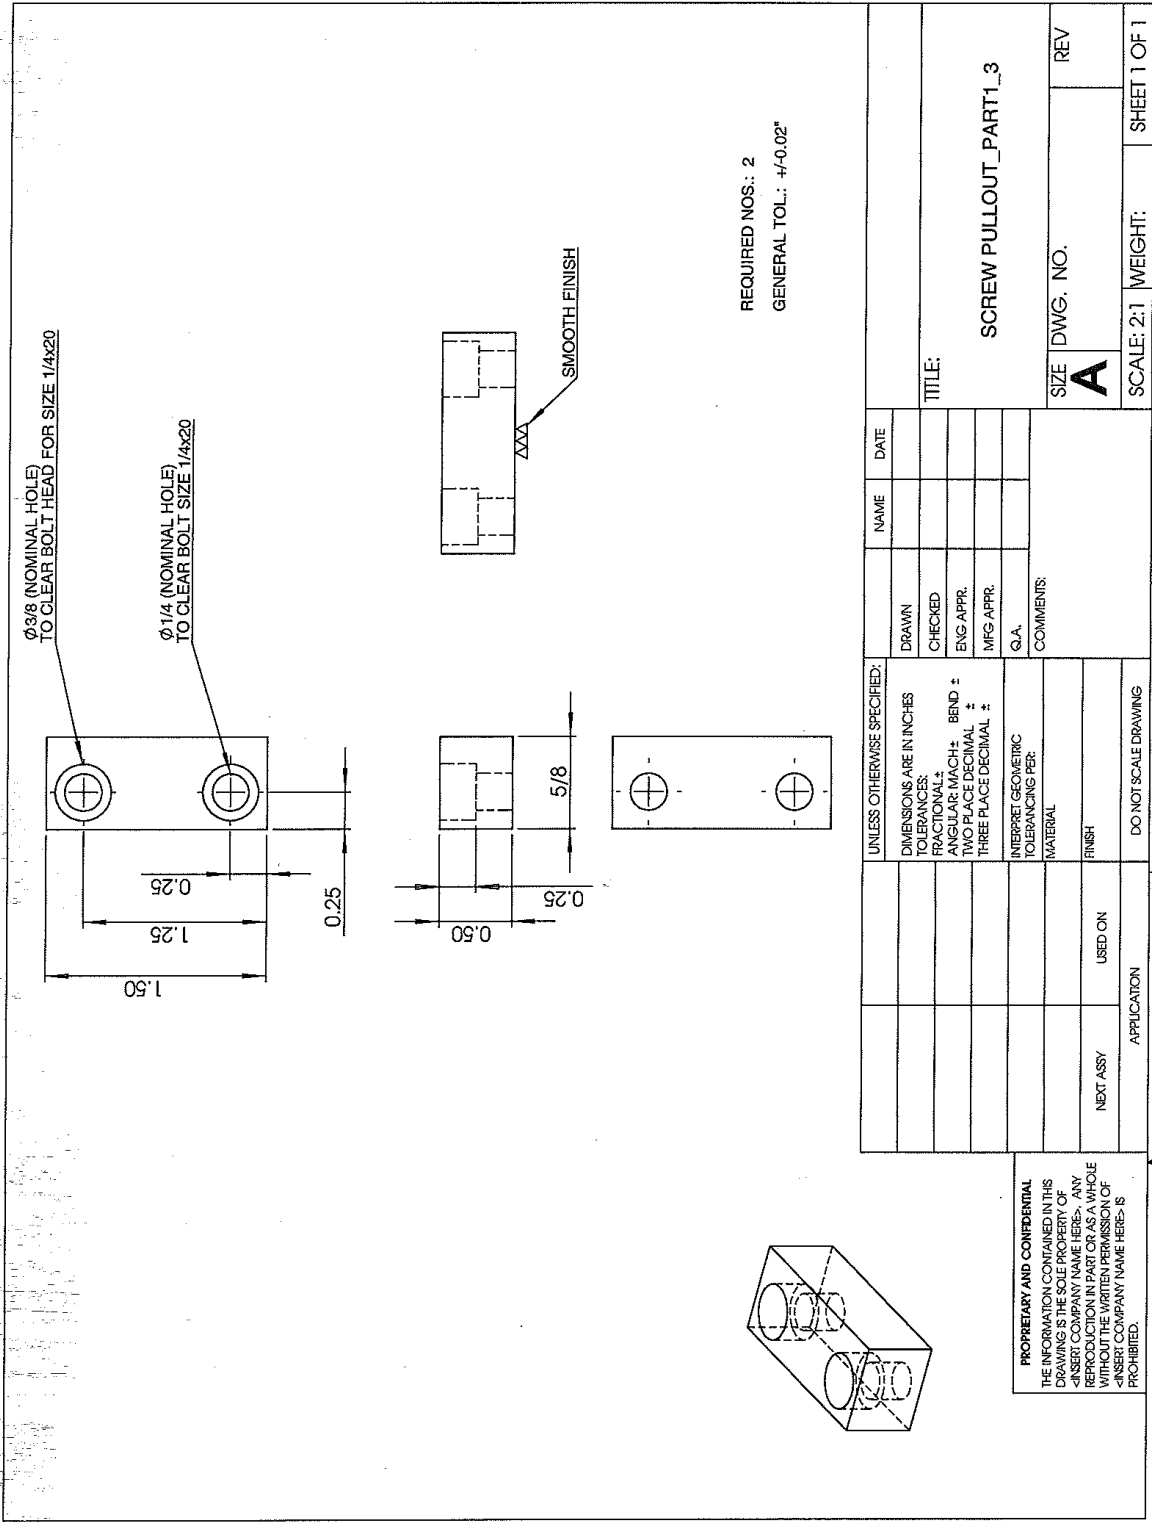 Ø3/8 (NOMINAL HOLE)
TO CLEAR BOLT HEAD FOR SIZE 1/4x20
Ø1/4 (NOMINAL HOLE)
TO CLEAR BOLT SIZE 1/4x20
1.50
1.25
0.25
0.25
0.50
0.25
5/8
SMOOTH FINISH
REQUIRED NOS.: 2
GENERAL TOL.: +/-0.02"
PROPRIETARY AND CONFIDENTIAL
THE INFORMATION CONTAINED IN THIS
DRAWING IS THE SOLE PROPERTY OF
<INSERT COMPANY NAME HERE>. ANY
REPRODUCTION IN PART OR AS A WHOLE
WITHOUT THE WRITTEN PERMISSION OF
<INSERT COMPANY NAME HERE> IS
PROHIBITED.
NEXT ASSY
USED ON
APPLICATION
UNLESS OTHERWISE SPECIFIED:
DIMENSIONS ARE IN INCHES
TOLERANCES:
FRACTIONAL ±
ANGULAR: MACH ± BEND ±
TWO PLACE DECIMAL ±
THREE PLACE DECIMAL ±
INTERPRET GEOMETRIC
TOLERANCING PER:
MATERIAL
FINISH
DO NOT SCALE DRAWING
NAME
DATE
DRAWN
CHECKED
ENG APPR.
MFG APPR.
Q.A.
COMMENTS:
TITLE:
SCREW PULLOUT_PART1_3
SIZE
A
DWG. NO.
REV
SCALE: 2:1
WEIGHT:
SHEET 1 OF 1